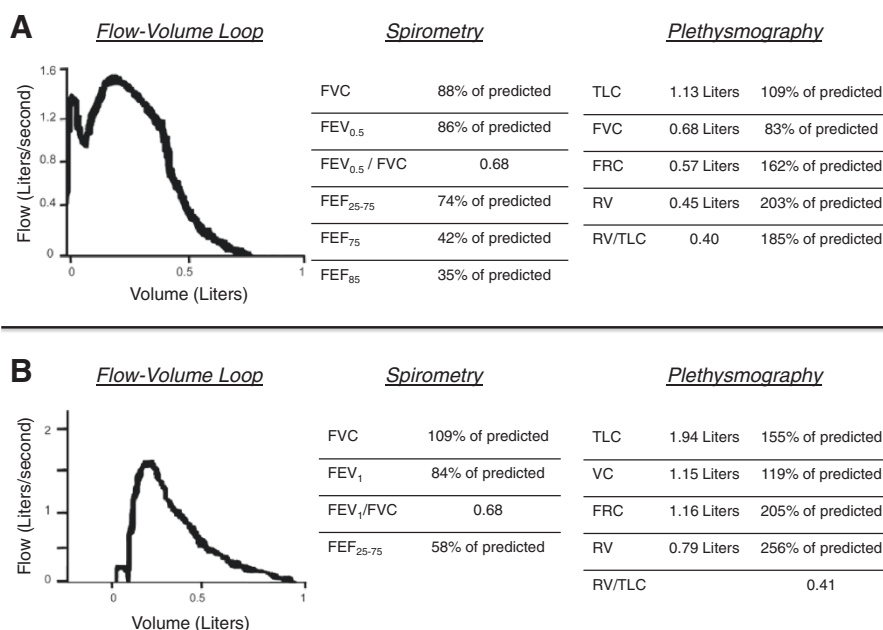 A
Flow-Volume Loop Spirometry Plethysmography
1.6
1.2
0.8
0.4
0
Flow (Liters/second)
0 0.5 1
Volume (Liters)
FVC 88% of predicted
FEV0.5 86% of predicted
FEV0.5 / FVC 0.68
FEF25-75 74% of predicted
FEF75 42% of predicted
FEF85 35% of predicted
TLC 1.13 Liters 109% of predicted
FVC 0.68 Liters 83% of predicted
FRC 0.57 Liters 162% of predicted
RV 0.45 Liters 203% of predicted
RV/TLC 0.40 185% of predicted
B
Flow-Volume Loop Spirometry Plethysmography
2
1
0
Flow (Liters/second)
0 0.5 1
Volume (Liters)
FVC 109% of predicted
FEV1 84% of predicted
FEV1/FVC 0.68
FEF25-75 58% of predicted
TLC 1.94 Liters 155% of predicted
VC 1.15 Liters 119% of predicted
FRC 1.16 Liters 205% of predicted
RV 0.79 Liters 256% of predicted
RV/TLC 0.41